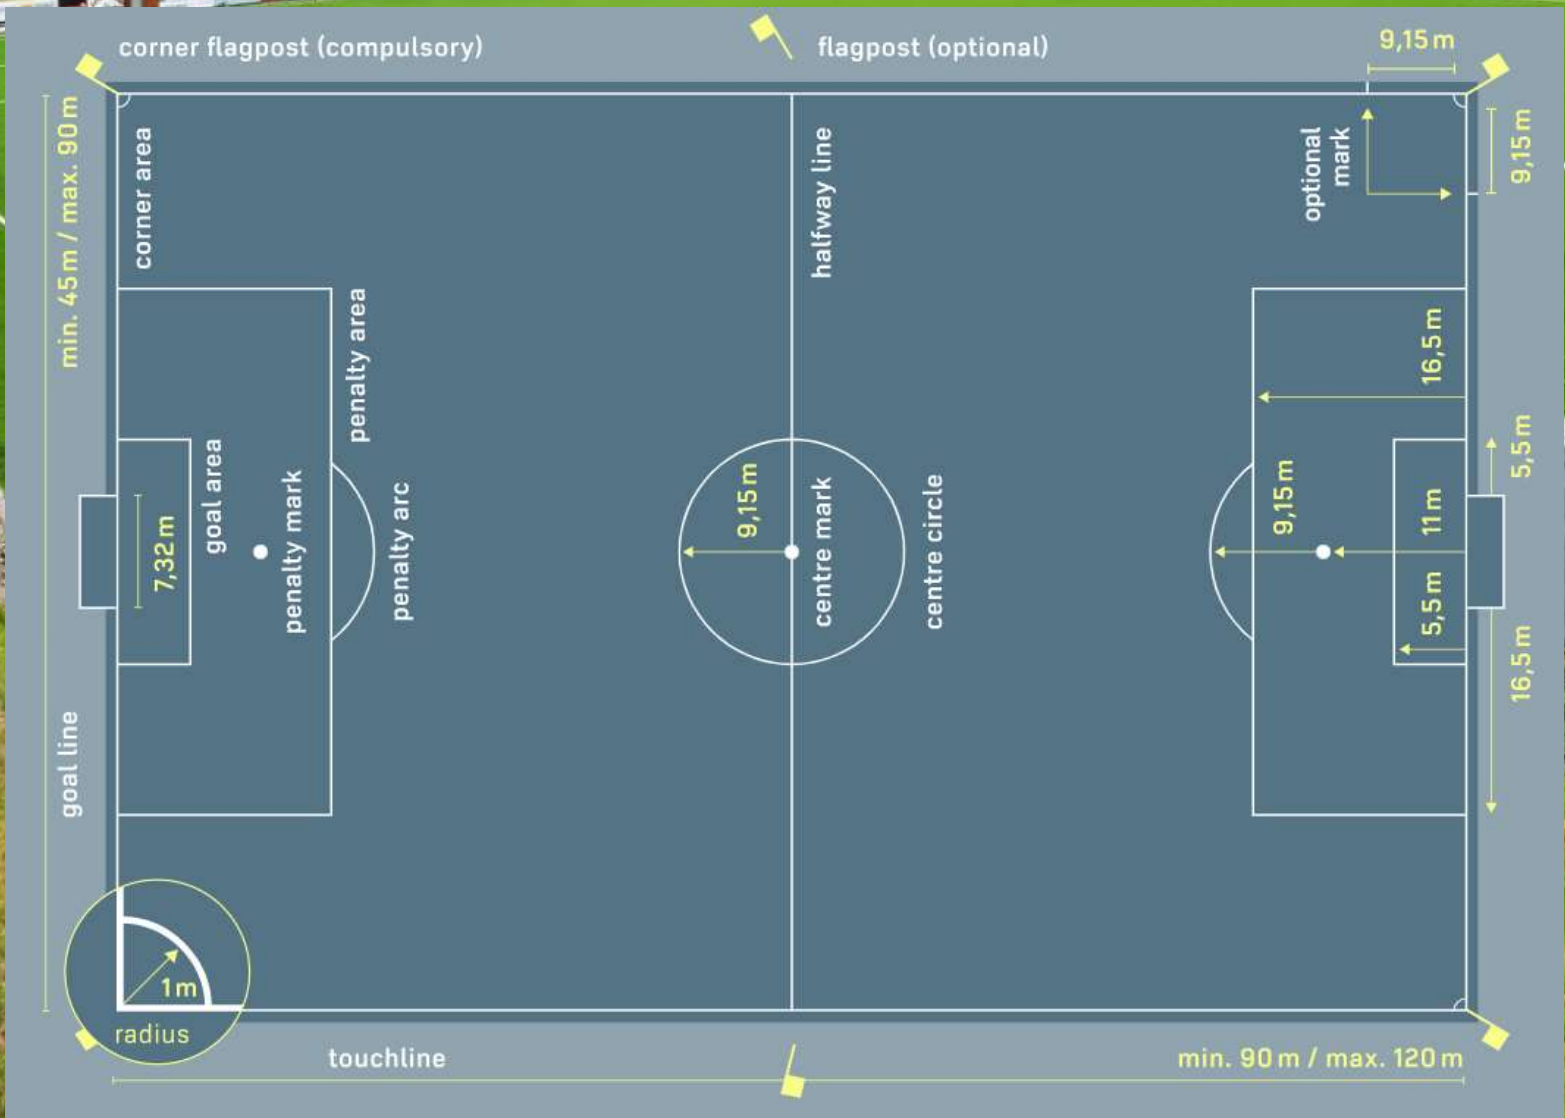 corner flagpost (compulsory)
flagpost (optional)
9,15 m
min. 45 m / max. 90 m
corner area
halfway line
optional
mark
9,15 m
penalty area
16,5 m
goal area
7,32 m
penalty mark
penalty arc
9,15 m
centre mark
centre circle
9,15 m
11 m
5,5 m
5,5 m
16,5 m
goal line
1 m
radius
touchline
min. 90 m / max. 120 m